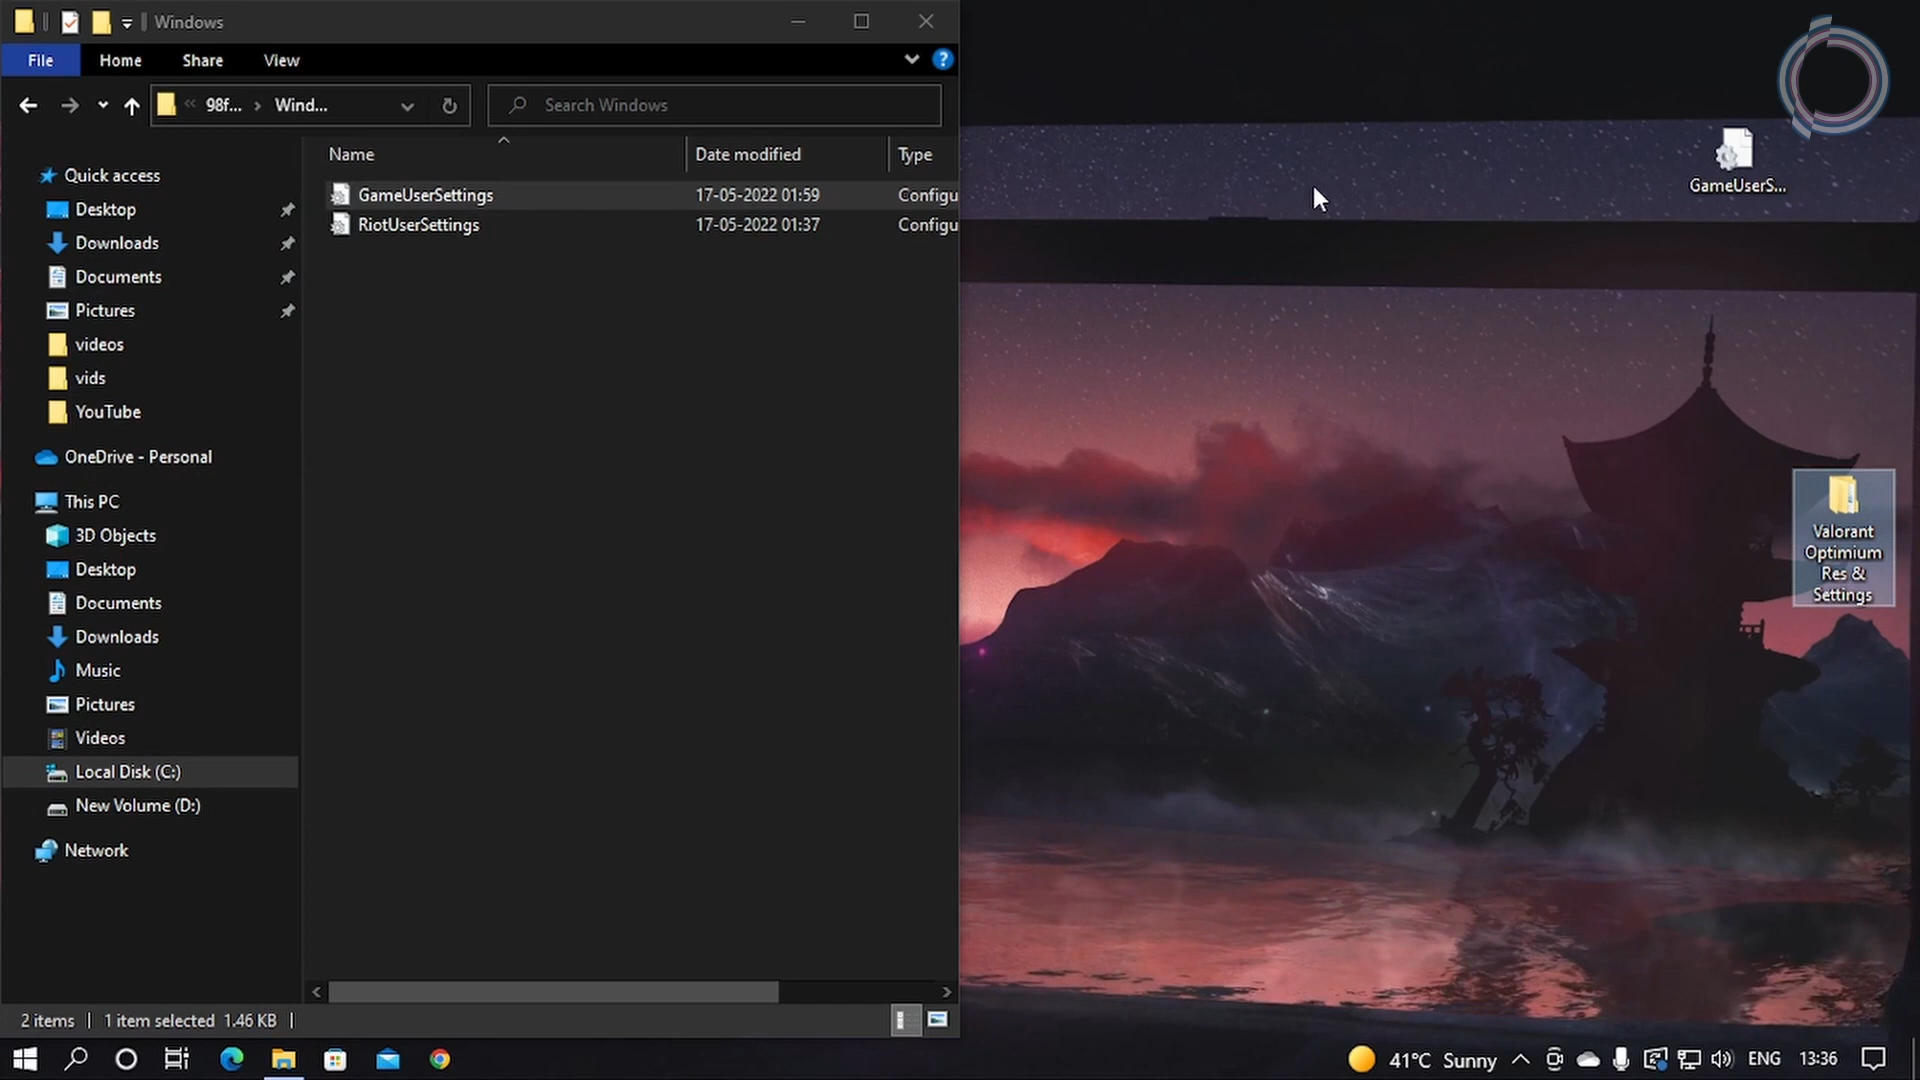 Windows
File Home Share View
98f... Wind... Search Windows
Name Date modified Type
GameUserSettings 17-05-2022 01:59 Configu
RiotUserSettings 17-05-2022 01:37 Configu
Quick access
Desktop
Downloads
Documents
Pictures
videos
vids
YouTube
OneDrive - Personal
This PC
3D Objects
Desktop
Documents
Downloads
Music
Pictures
Videos
Local Disk (C:)
New Volume (D:)
Network
2 items 1 item selected 1.46 KB
GameUserS...
Valorant
Optimium
Res &
Settings
41°C Sunny ENG 13:36